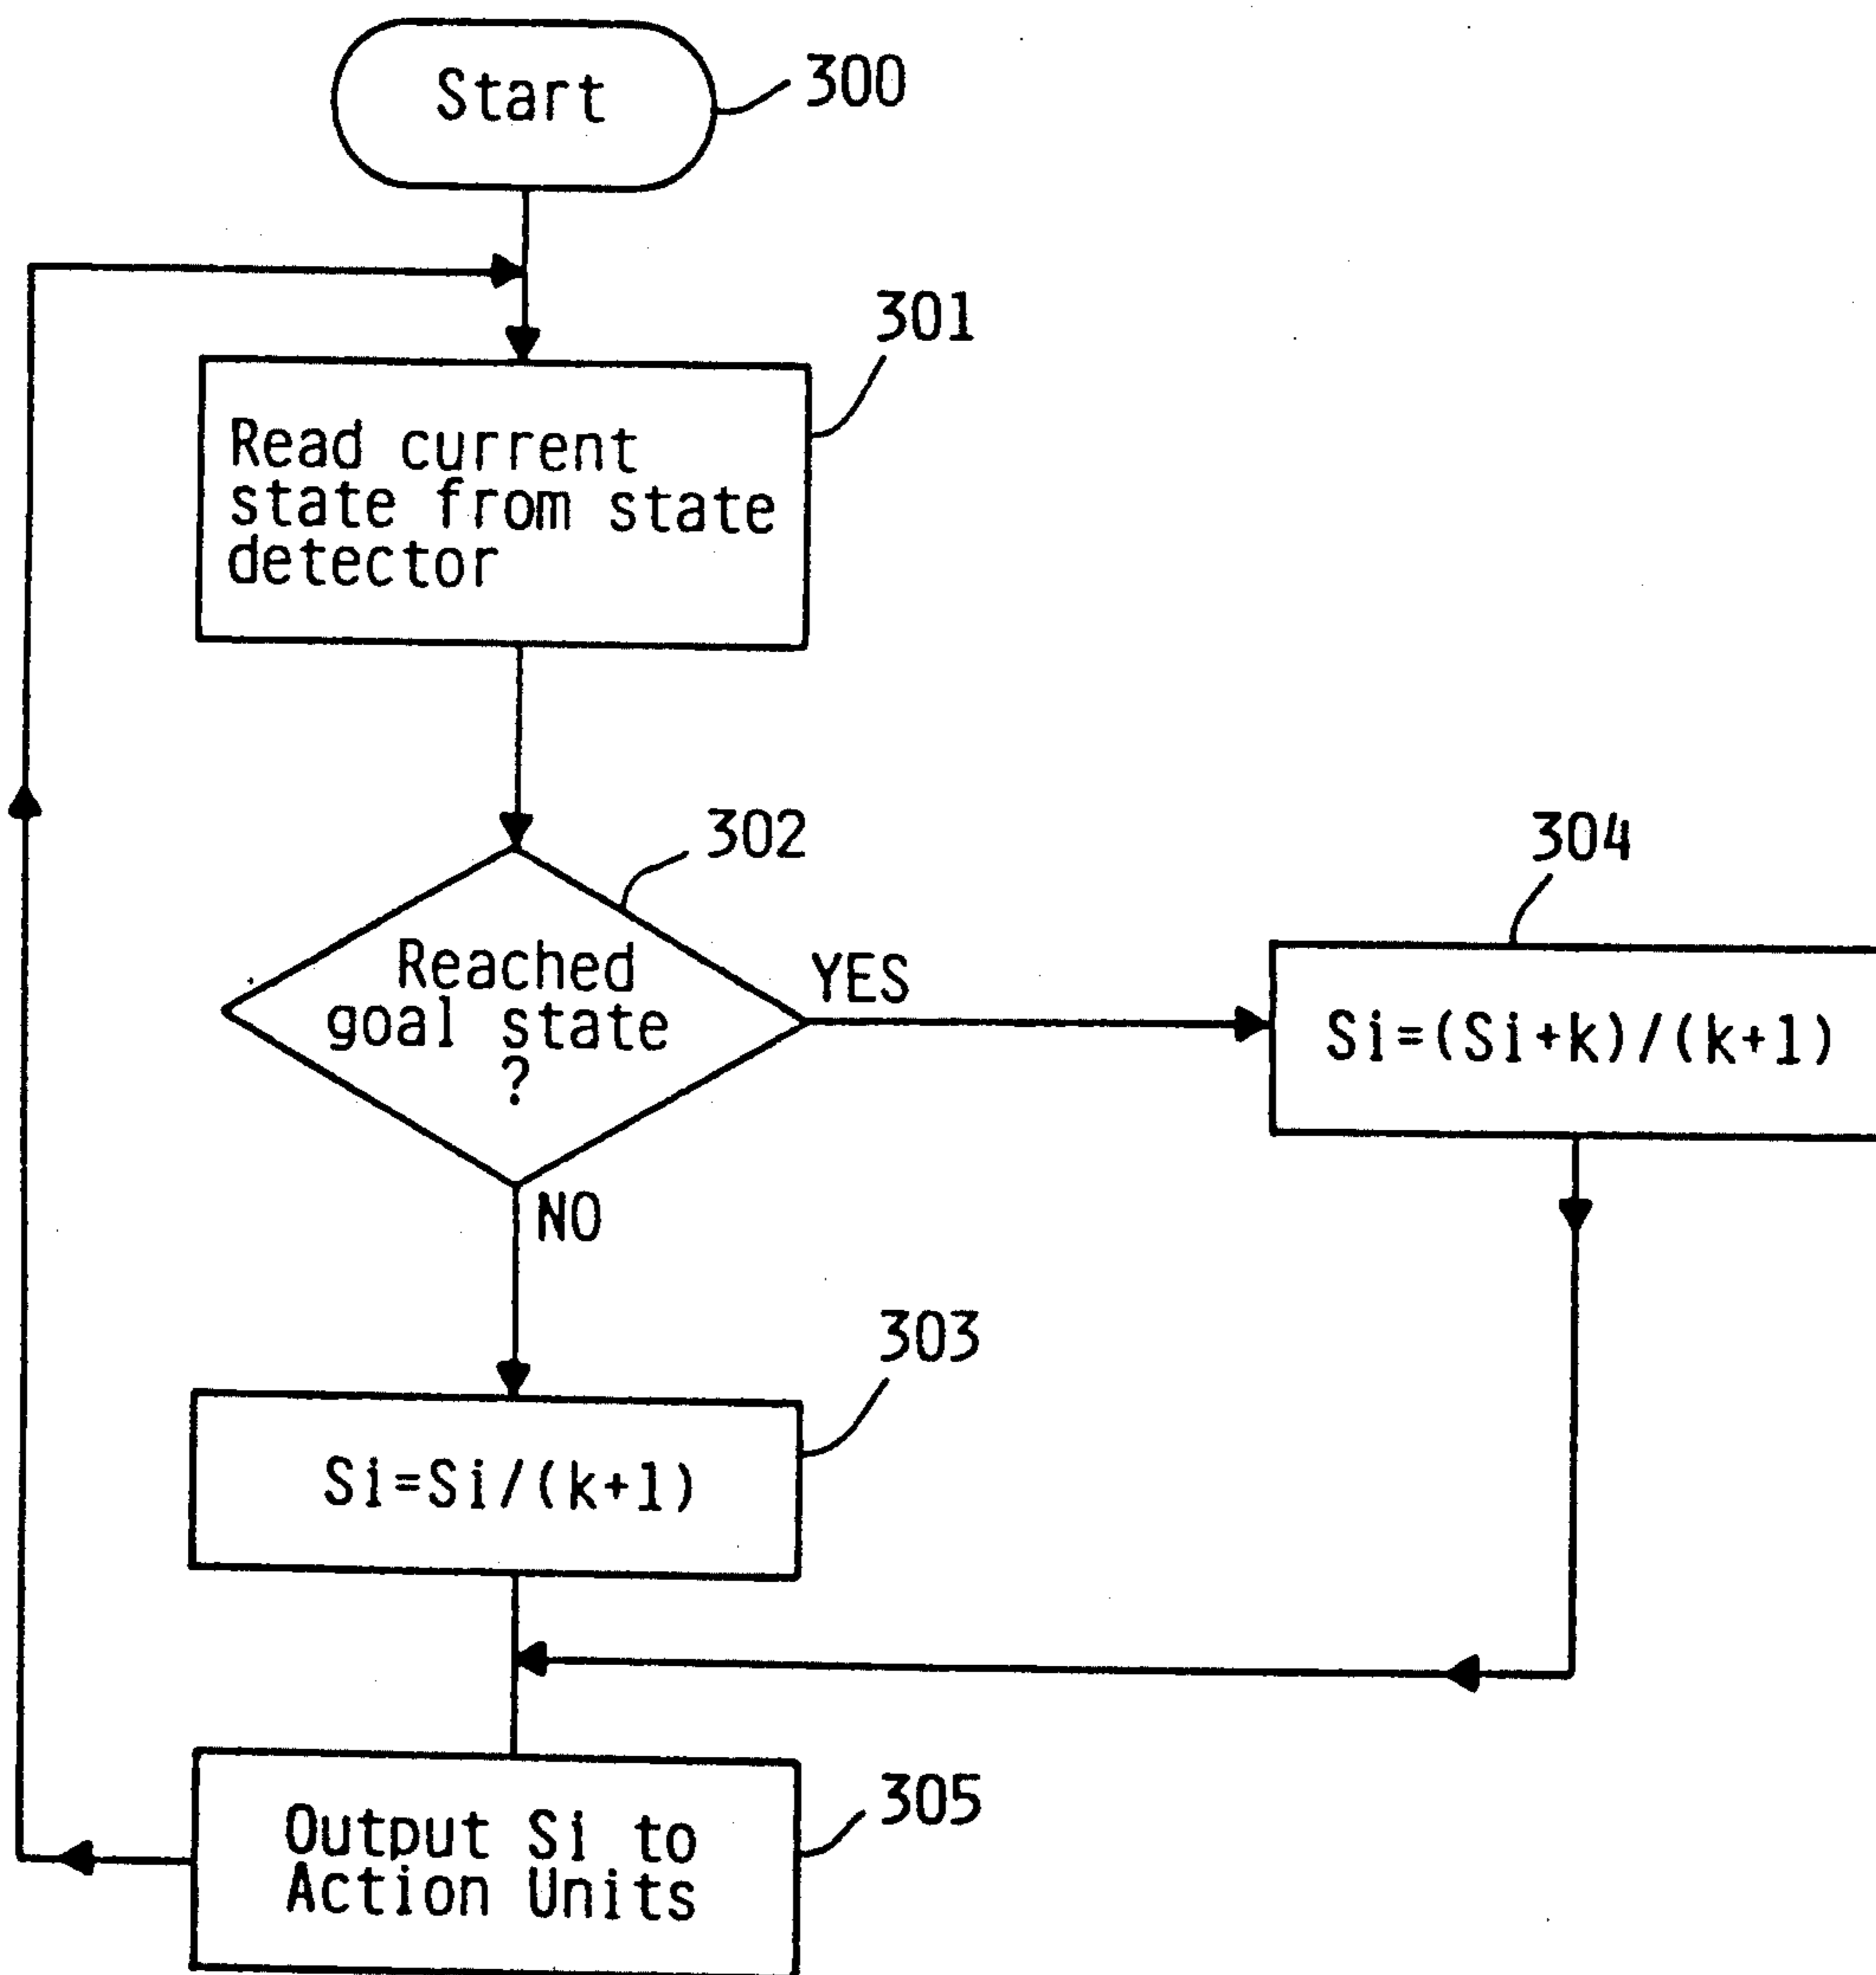 Start
300
301
Read current
state from state
detector
302
Reached
goal state
?
YES
304
Si=(Si+k)/(k+1)
NO
303
Si=Si/(k+1)
305
Output Si to
Action Units